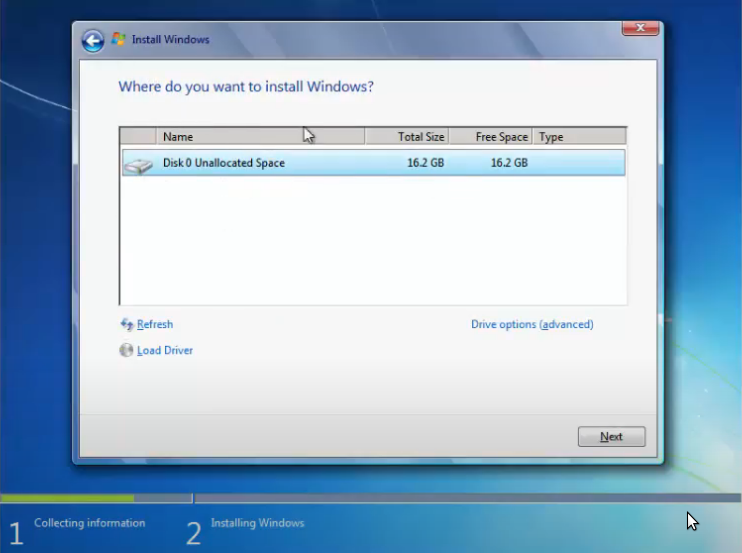 Install Windows
Where do you want to install Windows?
Name Total Size Free Space Type
Disk 0 Unallocated Space 16.2 GB 16.2 GB
Refresh Drive options (advanced)
Load Driver
Next
1 Collecting information 2 Installing Windows